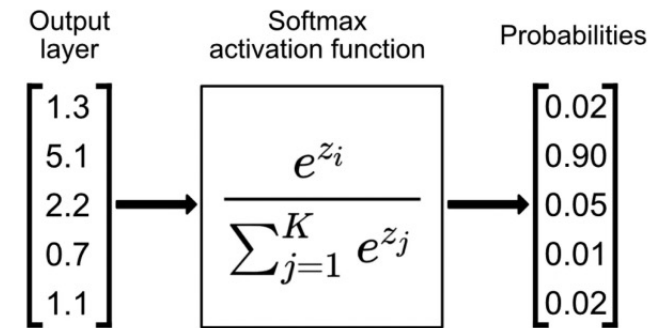 Output
layer
Softmax
activation function
Probabilities
1.3
5.1
2.2
0.7
1.1
e^{z_i}
∑_{j=1}^{K} e^{z_j}
0.02
0.90
0.05
0.01
0.02